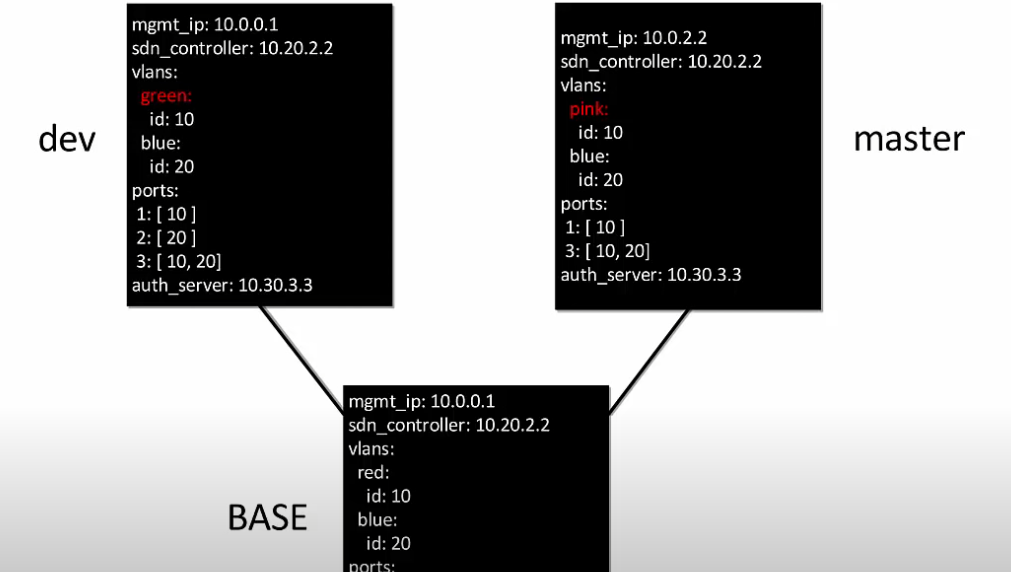 dev
mgmt_ip: 10.0.0.1
sdn_controller: 10.20.2.2
vlans:
green:
id: 10
blue:
id: 20
ports:
1: [ 10 ]
2: [ 20 ]
3: [ 10, 20]
auth_server: 10.30.3.3
mgmt_ip: 10.0.2.2
sdn_controller: 10.20.2.2
vlans:
pink:
id: 10
blue:
id: 20
ports:
1: [ 10 ]
3: [ 10, 20]
auth_server: 10.30.3.3
master
BASE
mgmt_ip: 10.0.0.1
sdn_controller: 10.20.2.2
vlans:
red:
id: 10
blue:
id: 20
ports: